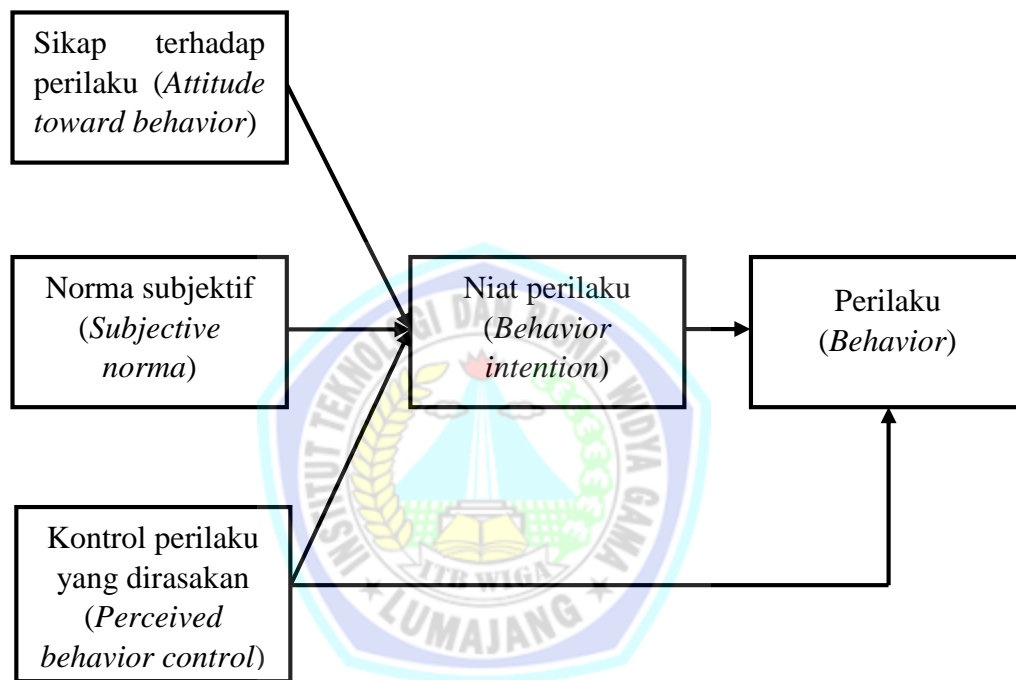 Sikap terhadap
perilaku (Attitude
toward behavior)
Norma subjektif
(Subjective
norma)
Kontrol perilaku
yang dirasakan
(Perceived
behavior control)
Niat perilaku
(Behavior
intention)
Perilaku
(Behavior)
INSTITUT TEKNOLOGI DAN BISNIS WIDYA GAMA
ITB WIGA
LUMAJANG